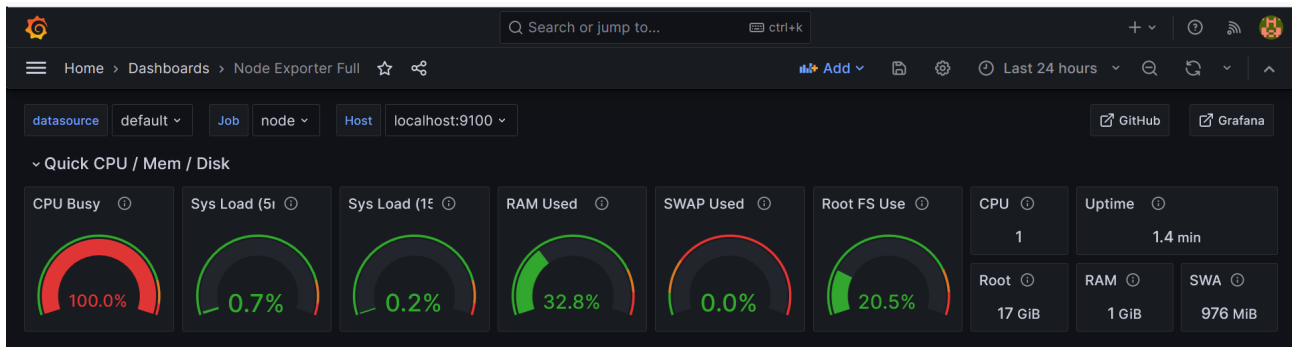 Search or jump to... ctrl+k
Home > Dashboards > Node Exporter Full Add Last 24 hours
datasource default Job node Host localhost:9100 GitHub Grafana
Quick CPU / Mem / Disk
CPU Busy Sys Load (5 Sys Load (15 RAM Used SWAP Used Root FS Use CPU Uptime
1 1.4 min
100.0% 0.7% 0.2% 32.8% 0.0% 20.5%
Root RAM SWA
17 GiB 1 GiB 976 MiB